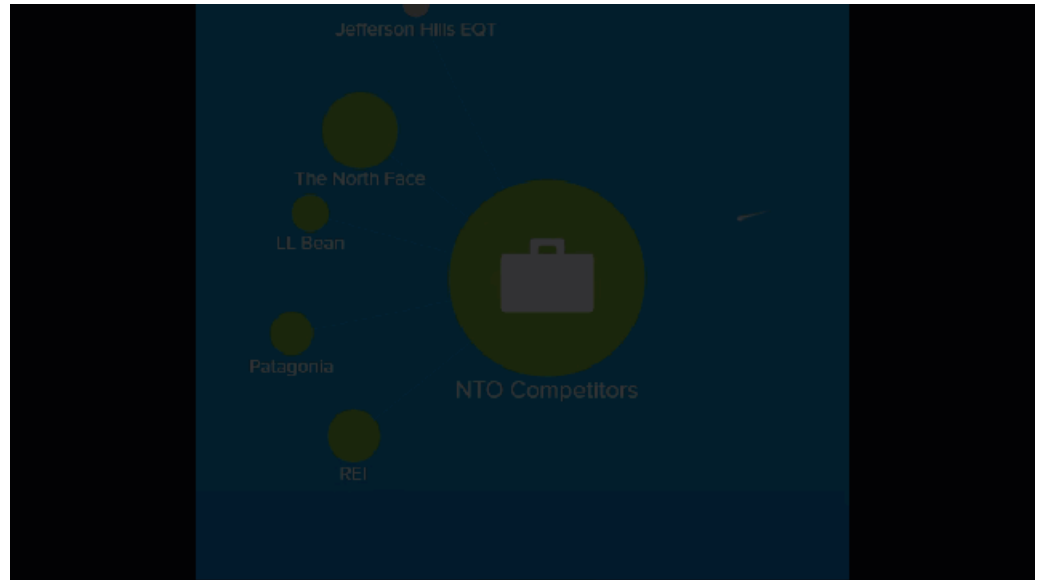 Jefferson Hills EQT
The North Face
LL Bean
Patagonia
NTO Competitors
REI